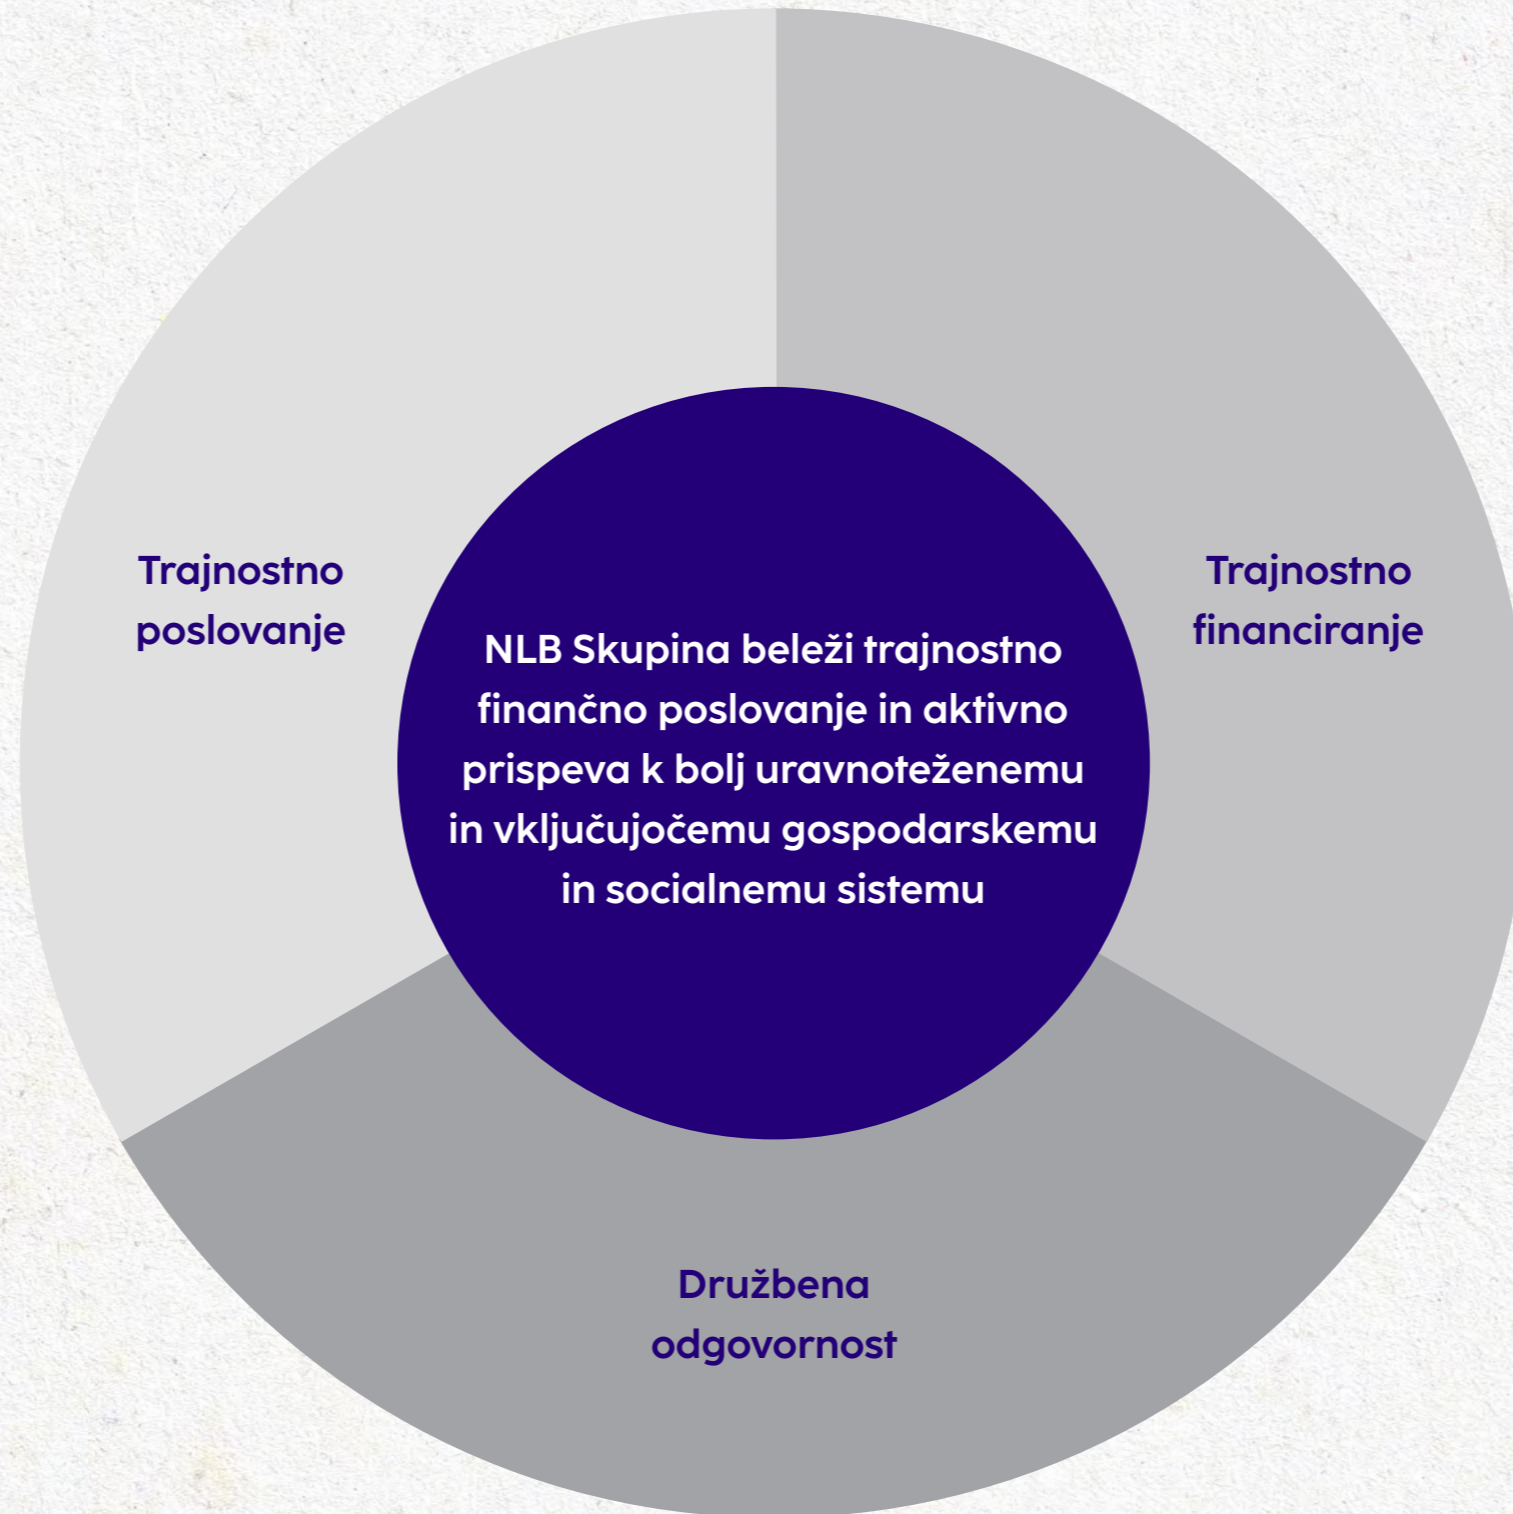 Trajnostno
poslovanje
Trajnostno
financiranje
NLB Skupina beleži trajnostno
finančno poslovanje in aktivno
prispeva k bolj uravnoteženemu
in vključujočemu gospodarskemu
in socialnemu sistemu
Družbena
odgovornost